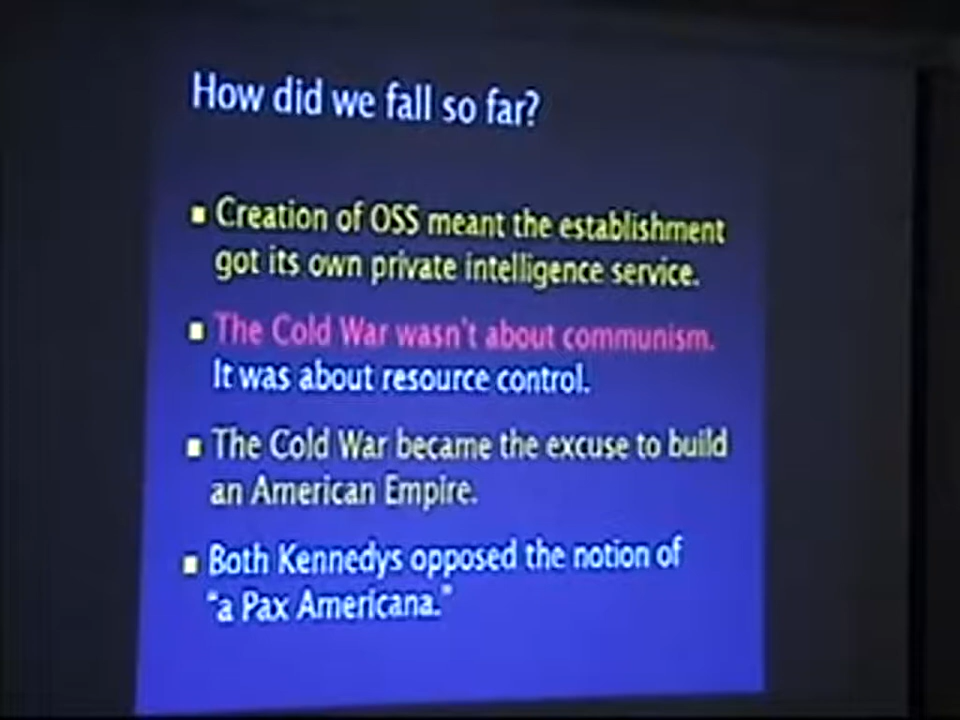 How did we fall so far?
Creation of OSS meant the establishment
got its own private intelligence service.
The Cold War wasn't about communism.
It was about resource control.
The Cold War became the excuse to build
an American Empire.
Both Kennedys opposed the notion of
"a Pax Americana."